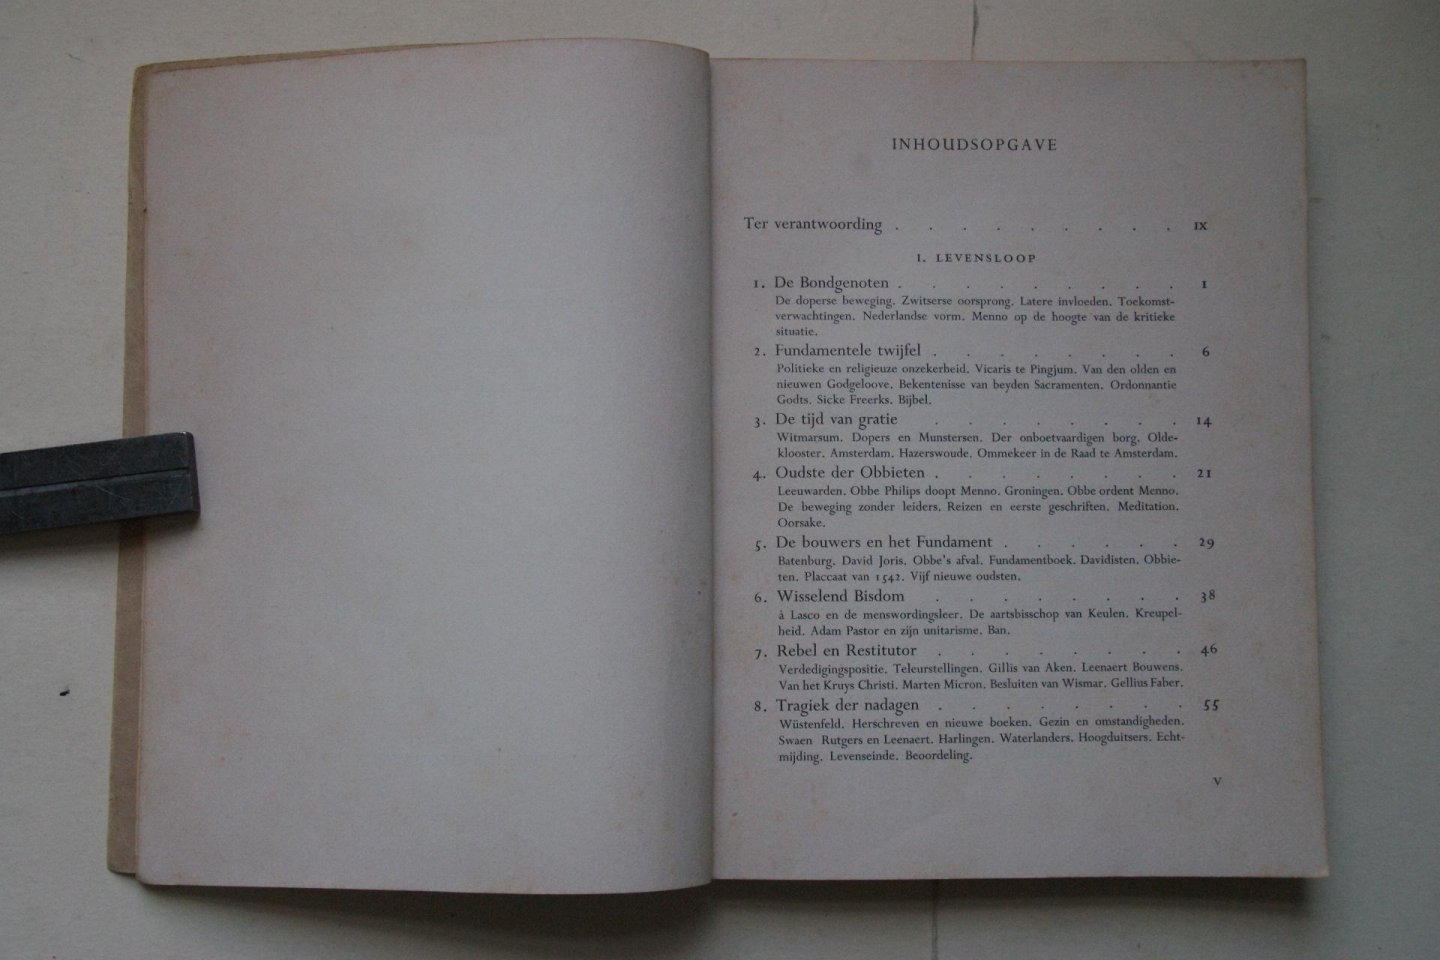 INHOUDSOPGAVE
Ter verantwoording . . . . . . . . . IX
I. LEVENSLOOP
1. De Bondgenoten . . . . . . . . . 1
De doperse beweging. Zwitserse oorsprong. Latere invloeden. Toekomst-
verwachtingen. Nederlandse vorm. Menno op de hoogte van de kritieke
situatie.
2. Fundamentele twijfel . . . . . . . . 6
Politieke en religieuze onzekerheid. Vicaris te Pingjum. Van den olden en
nieuwen Godgeloove. Bekentenisse van beyden Sacramenten. Ordonnantie
Godts. Sicke Freerks. Bijbel.
3. De tijd van gratie . . . . . . . . 14
Witmarsum. Dopers en Munstersen. Der onboetvaardigen borg. Olde-
klooster. Amsterdam. Hazerswoude. Ommekeer in de Raad te Amsterdam.
4. Oudste der Obbieten . . . . . . . . 21
Leeuwarden. Obbe Philips doopt Menno. Groningen. Obbe ordent Menno.
De beweging zonder leiders. Reizen en eerste geschriften. Meditation.
Oorsake.
5. De bouwers en het Fundament . . . . . . 29
Batenburg. David Joris. Obbe's afval. Fundamentboek. Davidisten. Obbie-
ten. Placcaat van 1542. Vijf nieuwe oudsten.
6. Wisselend Bisdom . . . . . . . . 38
à Lasco en de menswordingsleer. De aartsbisschop van Keulen. Kreupel-
heid. Adam Pastor en zijn unitarisme. Ban.
7. Rebel en Restitutor . . . . . . . . 46
Verdedigingspositie. Teleurstellingen. Gillis van Aken. Leenaert Bouwens.
Van het Kruys Christi. Marten Micron. Besluiten van Wismar. Gellius Faber.
8. Tragiek der nadagen . . . . . . . . 55
Wüstenfeld. Herschreven en nieuwe boeken. Gezin en omstandigheden.
Swaen Rutgers en Leenaert. Harlingen. Waterlanders. Hoogduitsers. Echt-
mijding. Levenseinde. Beoordeling.
V